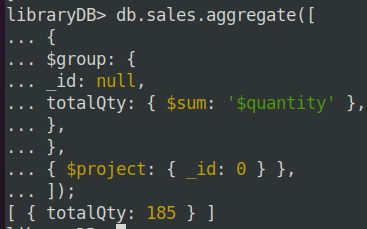 libraryDB> db.sales.aggregate([
... {
... $group: {
... _id: null,
... totalQty: { $sum: '$quantity' },
... },
... },
... { $project: { _id: 0 } },
... ]);
[ { totalQty: 185 } ]